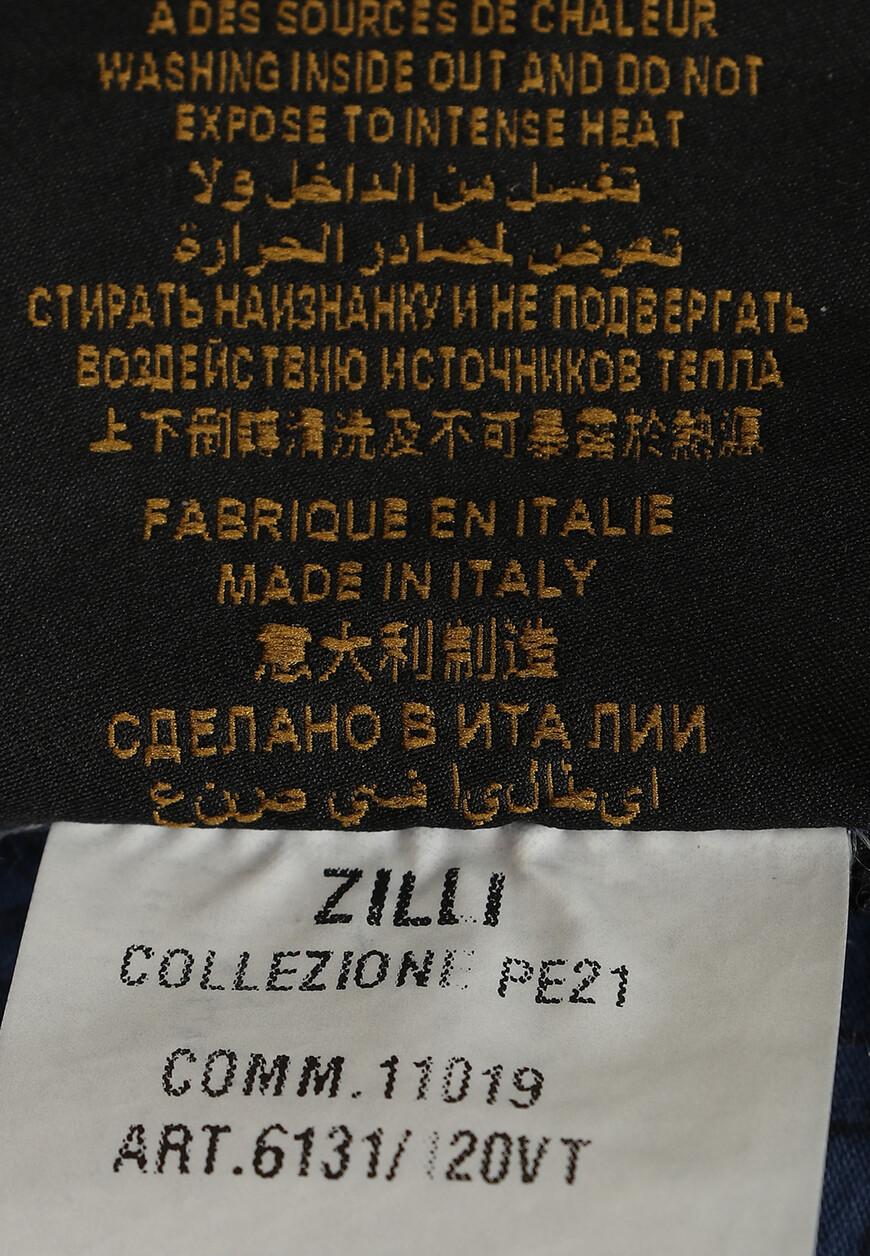 À DES SOURCES DE CHALEUR
WASHING INSIDE OUT AND DO NOT
EXPOSE TO INTENSE HEAT
تغسل من الداخل ولا
تعرض لمصادر الحرارة
СТИРАТЬ НАИЗНАНКУ И НЕ ПОДВЕРГАТЬ
ВОЗДЕЙСТВИЮ ИСТОЧНИКОВ ТЕПЛА
上下倒轉清洗及不可暴露於熱源
FABRIQUE EN ITALIE
MADE IN ITALY
意大利制造
СДЕЛАНО В ИТАЛИИ
ايطاليا في صنع
ZILLI
COLLEZIONE PE21
COMM.11019
ART.6131/120VT